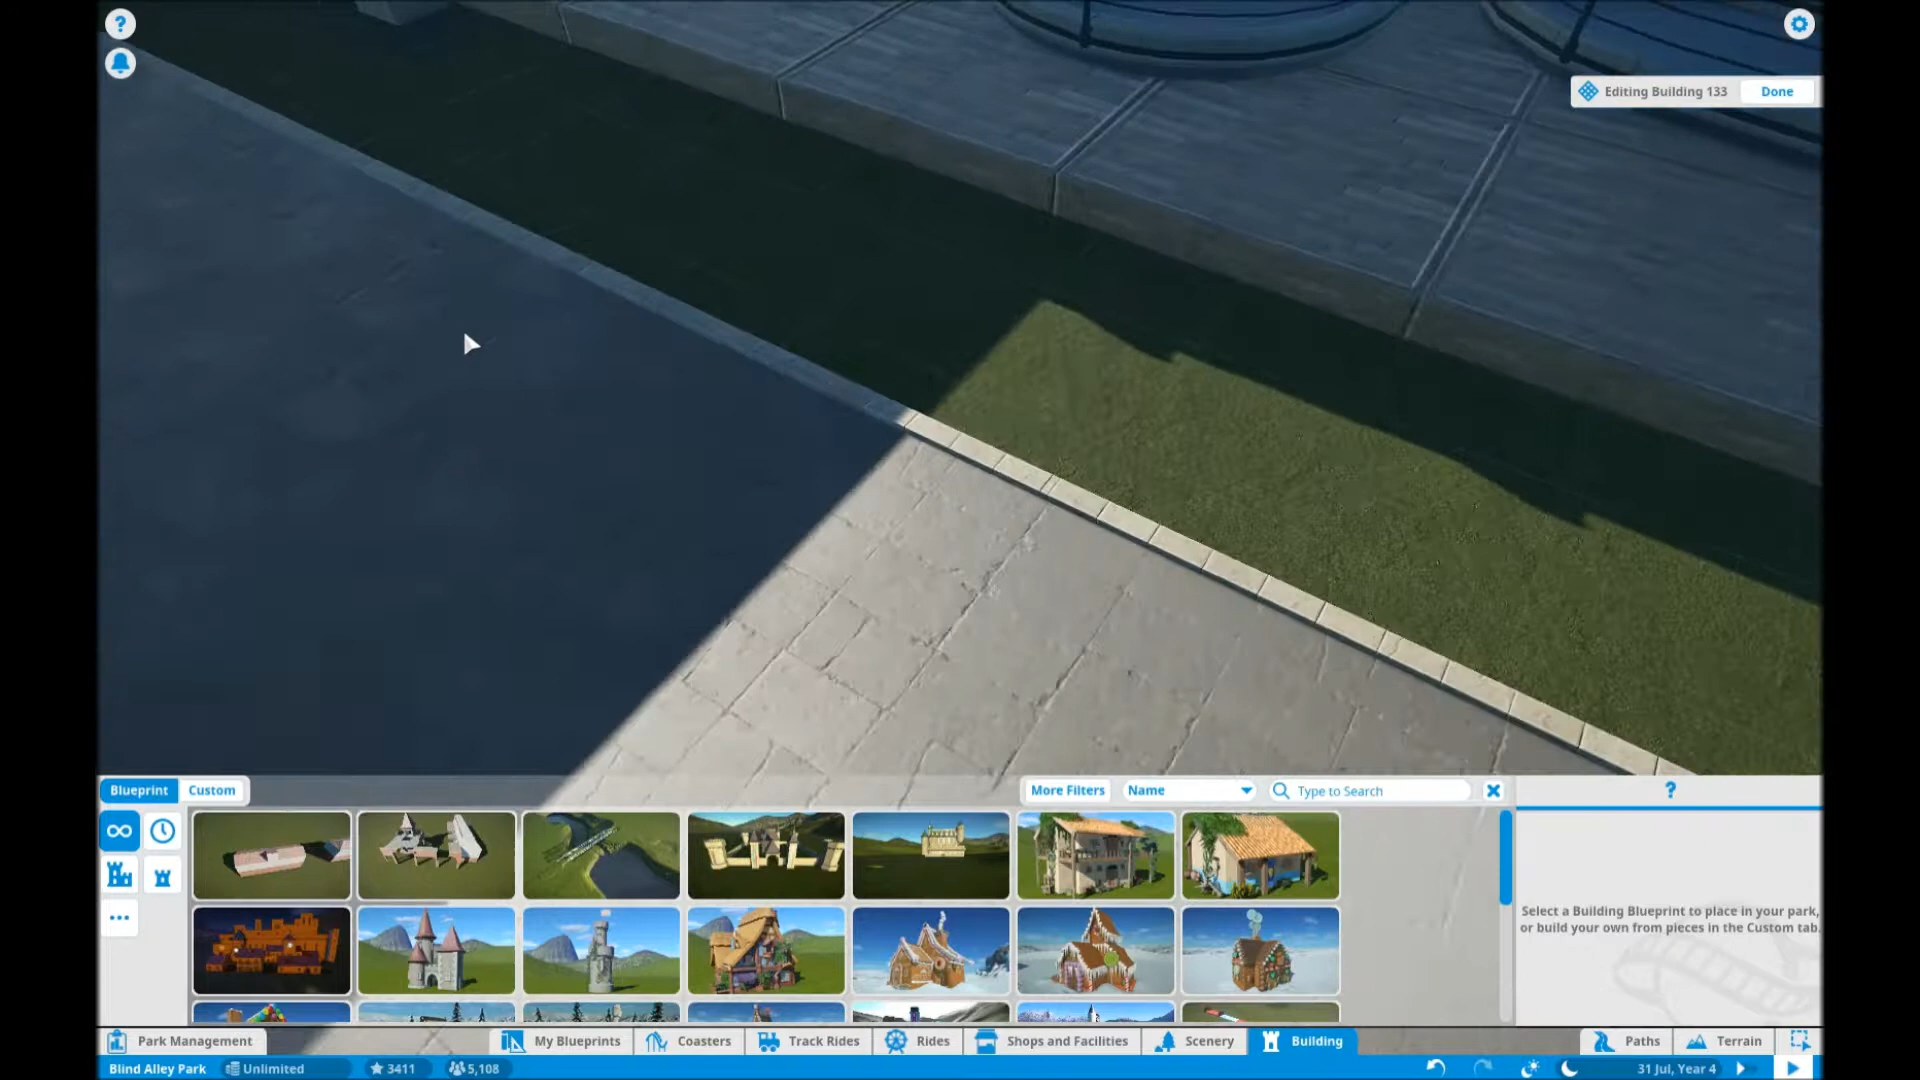 ?
Editing Building 133 Done
Blueprint Custom More Filters Name Type to Search ?
Select a Building Blueprint to place in your park,
or build your own from pieces in the Custom tab.
Park Management My Blueprints Coasters Track Rides Rides Shops and Facilities Scenery Building Paths Terrain
Blind Alley Park Unlimited 3411 5,108 31 Jul, Year 4